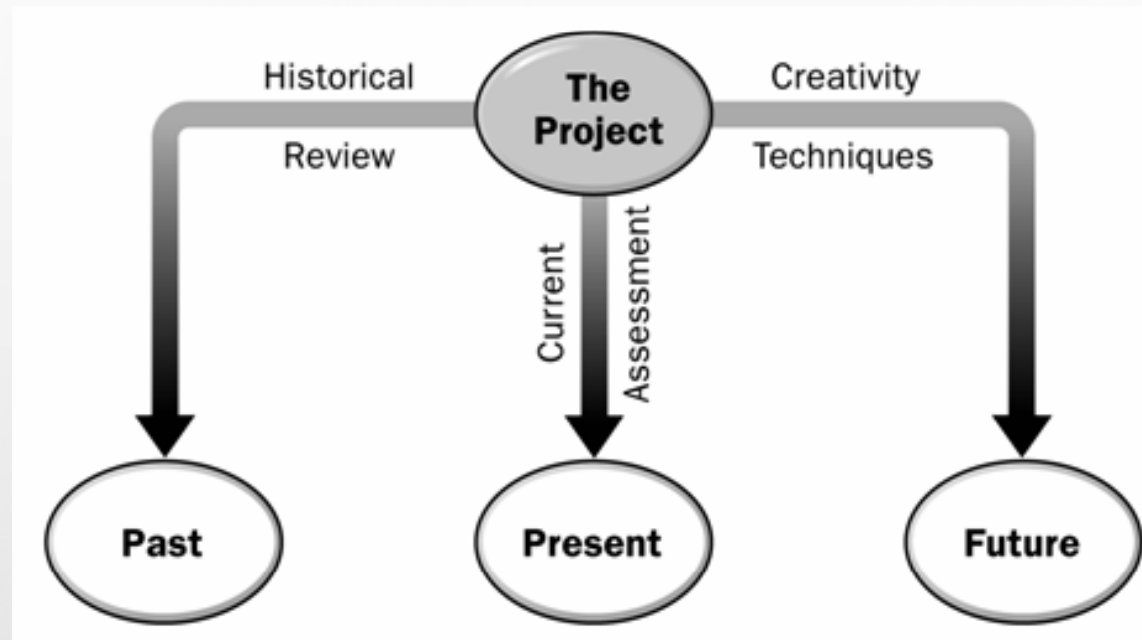 The
Project
Historical
Review
Creativity
Techniques
Current
Assessment
Past
Present
Future